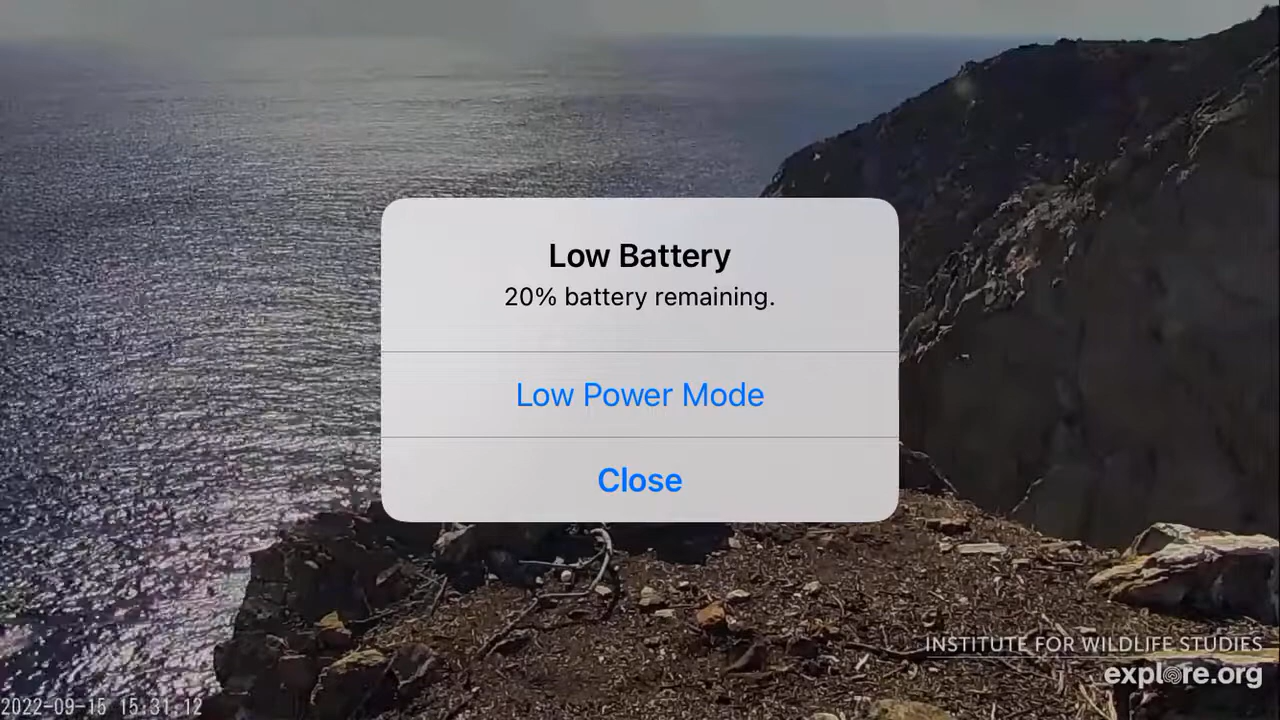 Low Battery
20% battery remaining.
Low Power Mode
Close
INSTITUTE FOR WILDLIFE STUDIES
explore.org
2022-09-15 15:31:12